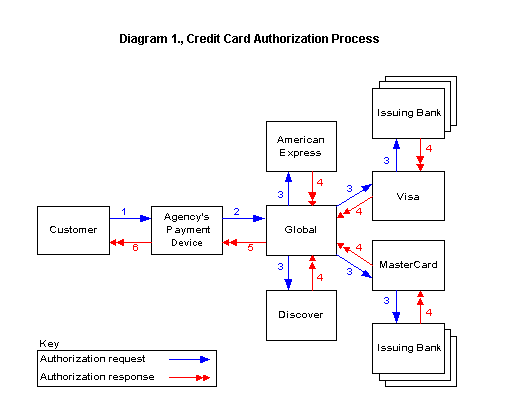 Diagram 1., Credit Card Authorization Process
Issuing Bank
3
4
American
Express
3
4
3
4
Visa
Customer
1
6
Agency's
Payment
Device
2
5
Global
3
4
3
4
MasterCard
3
4
Discover
Issuing Bank
Key
Authorization request
Authorization response